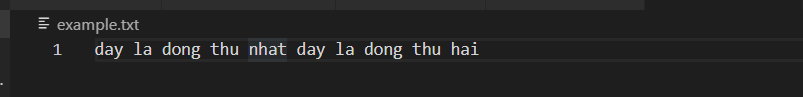 example.txt
1 day la dong thu nhat day la dong thu hai